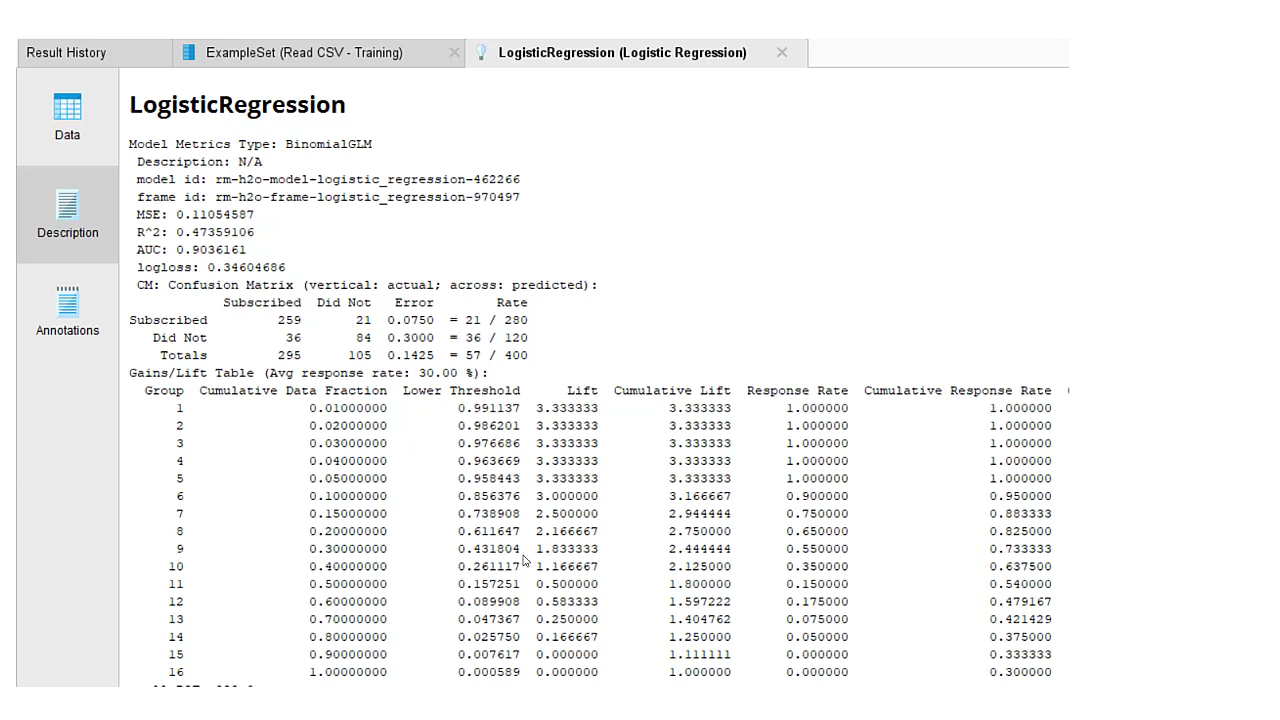 Result History
ExampleSet (Read CSV - Training)
LogisticRegression (Logistic Regression)
Data
Description
Annotations
LogisticRegression
Model Metrics Type: BinomialGLM
Description: N/A
model id: rm-h2o-model-logistic_regression-462266
frame id: rm-h2o-frame-logistic_regression-970497
MSE: 0.11054587
R^2: 0.47359106
AUC: 0.9036161
logloss: 0.34604686
CM: Confusion Matrix (vertical: actual; across: predicted):
Subscribed Did Not Error Rate
Subscribed 259 21 0.0750 = 21 / 280
Did Not 36 84 0.3000 = 36 / 120
Totals 295 105 0.1425 = 57 / 400
Gains/Lift Table (Avg response rate: 30.00 %):
Group Cumulative Data Fraction Lower Threshold Lift Cumulative Lift Response Rate Cumulative Response Rate
1 0.01000000 0.991137 3.333333 3.333333 1.000000 1.000000
2 0.02000000 0.986201 3.333333 3.333333 1.000000 1.000000
3 0.03000000 0.976686 3.333333 3.333333 1.000000 1.000000
4 0.04000000 0.963669 3.333333 3.333333 1.000000 1.000000
5 0.05000000 0.958443 3.333333 3.333333 1.000000 1.000000
6 0.10000000 0.856376 3.000000 3.166667 0.900000 0.950000
7 0.15000000 0.738908 2.500000 2.944444 0.750000 0.883333
8 0.20000000 0.611647 2.166667 2.750000 0.650000 0.825000
9 0.30000000 0.431804 1.833333 2.444444 0.550000 0.733333
10 0.40000000 0.261117 1.166667 2.125000 0.350000 0.637500
11 0.50000000 0.157251 0.500000 1.800000 0.150000 0.540000
12 0.60000000 0.089908 0.583333 1.597222 0.175000 0.479167
13 0.70000000 0.047367 0.250000 1.404762 0.075000 0.421429
14 0.80000000 0.025750 0.166667 1.250000 0.050000 0.375000
15 0.90000000 0.007617 0.000000 1.111111 0.000000 0.333333
16 1.00000000 0.000589 0.000000 1.000000 0.000000 0.300000